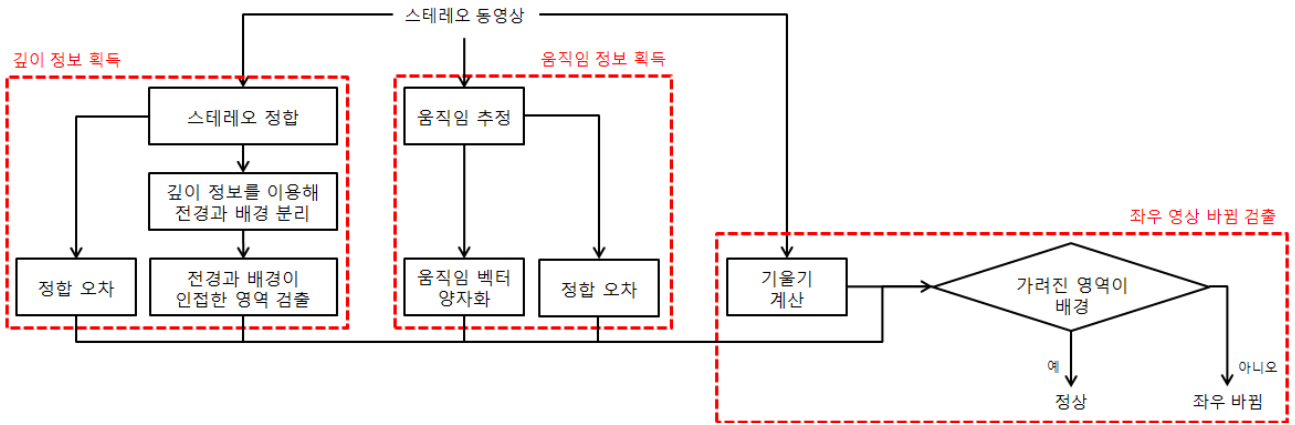 스테레오 동영상
깊이 정보 획득
스테레오 정합
깊이 정보를 이용해
전경과 배경 분리
정합 오차
전경과 배경이
인접한 영역 검출
움직임 정보 획득
움직임 추정
움직임 벡터
양자화
정합 오차
좌우 영상 바뀜 검출
기울기
계산
가려진 영역이
배경
예
아니오
정상
좌우 바뀜